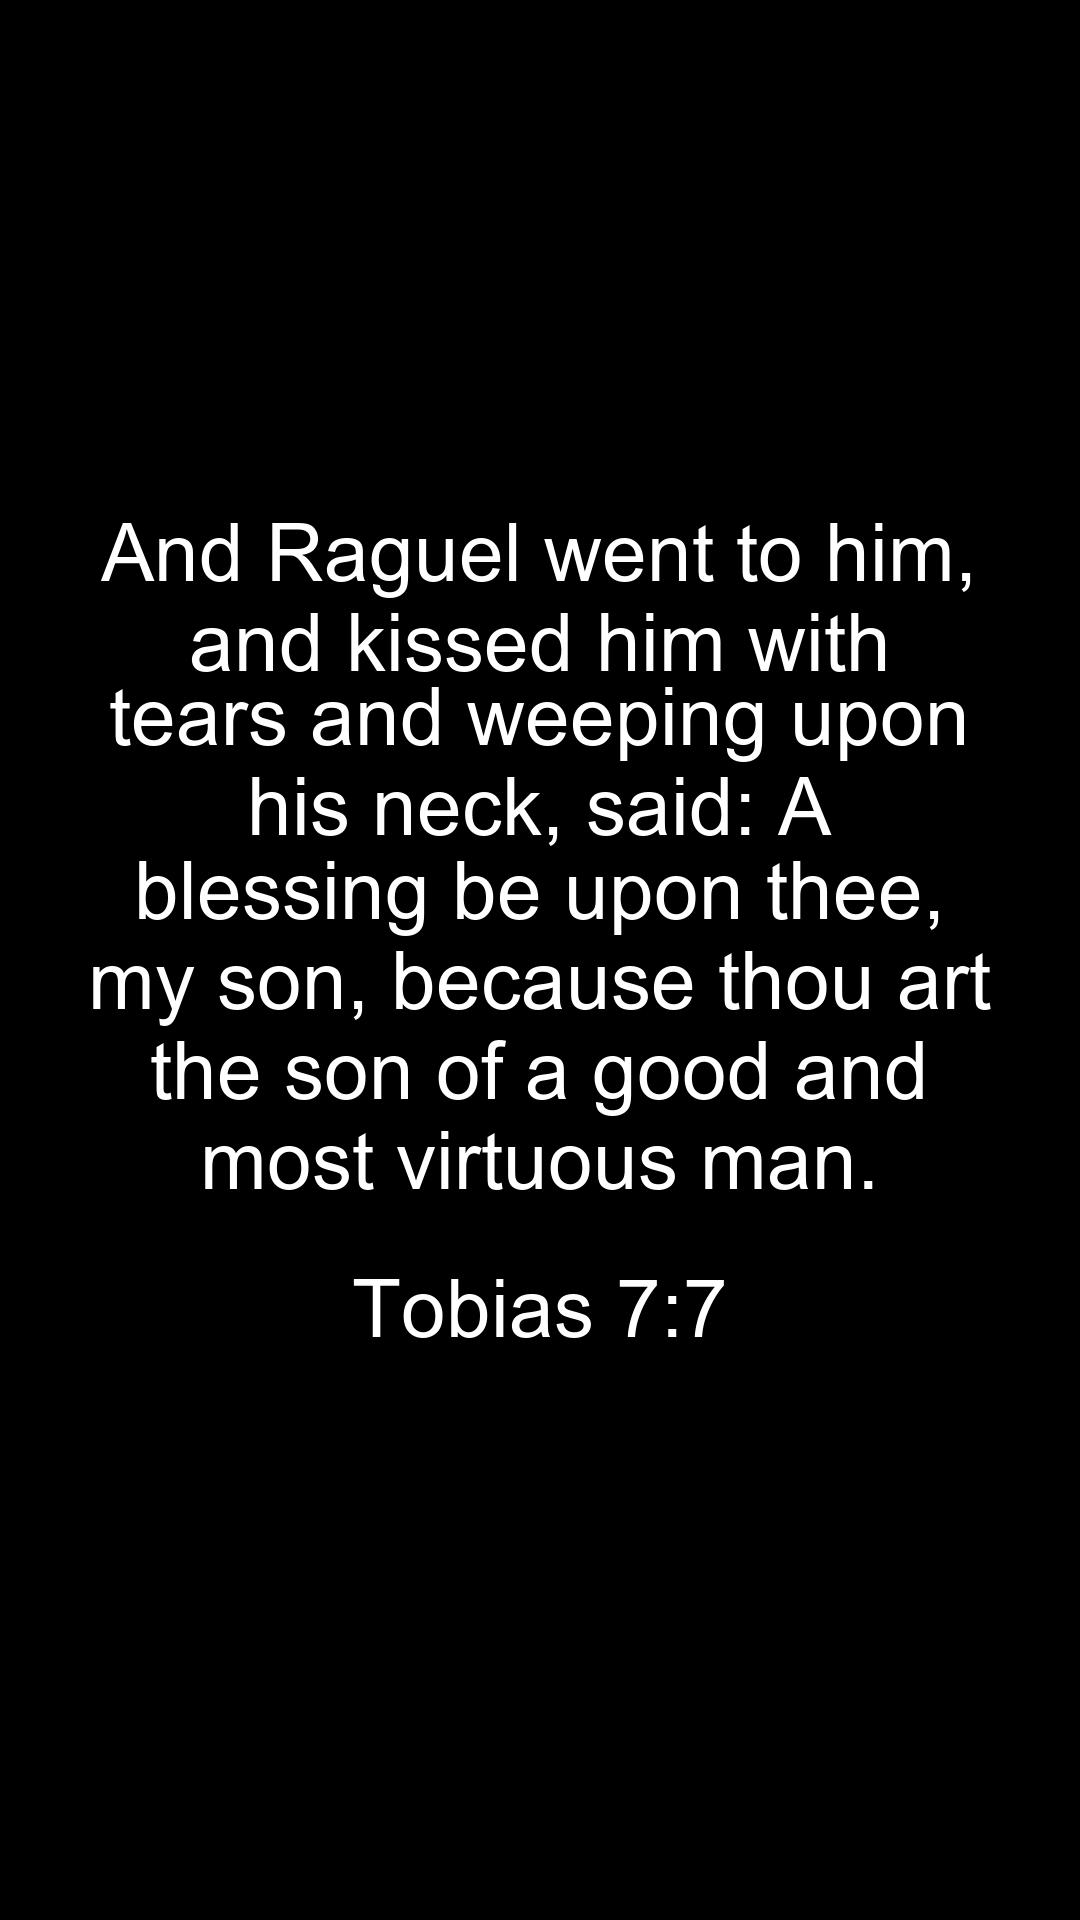 And Raguel went to him,
and kissed him with
tears and weeping upon
his neck, said: A
blessing be upon thee,
my son, because thou art
the son of a good and
most virtuous man.
Tobias 7:7